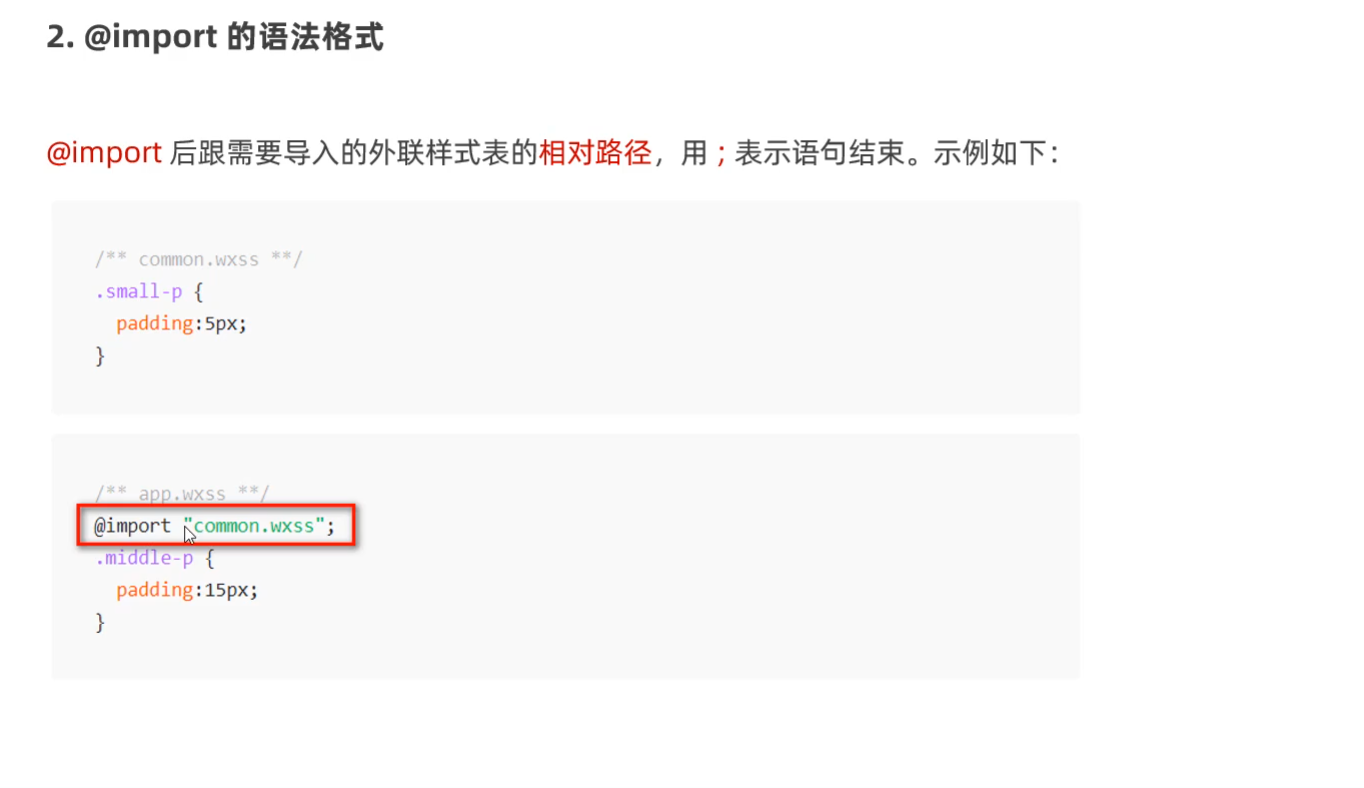 2. @import 的语法格式
@import 后跟需要导入的外联样式表的相对路径，用 ; 表示语句结束。示例如下：
/** common.wxss **/
.small-p {
  padding:5px;
}
/** app.wxss **/
@import "common.wxss";
.middle-p {
  padding:15px;
}